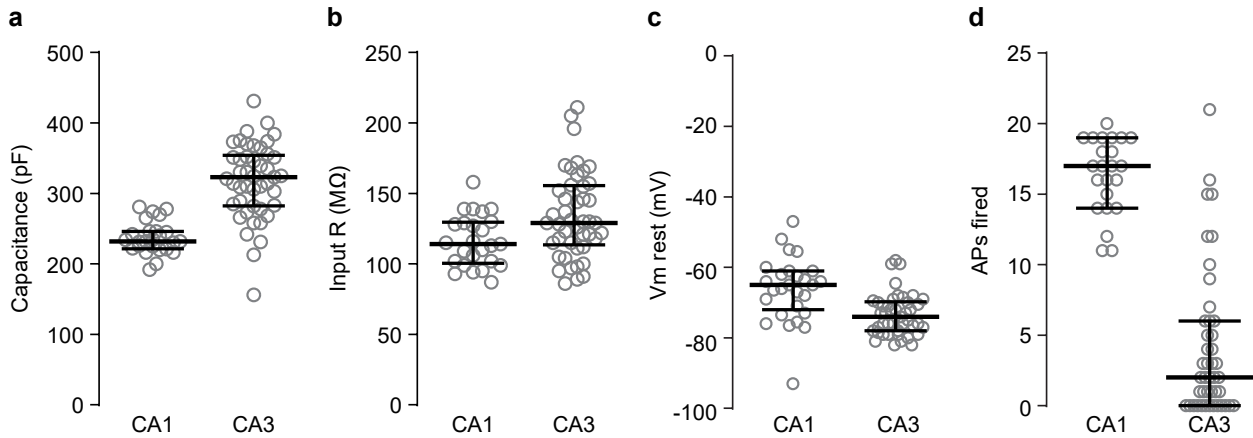 a
Capacitance (pF)
500
400
300
200
100
0
CA1 CA3
b
Input R (MΩ)
250
200
150
100
50
0
CA1 CA3
c
Vm rest (mV)
0
-20
-40
-60
-80
-100
CA1 CA3
d
APs fired
25
20
15
10
5
0
CA1 CA3